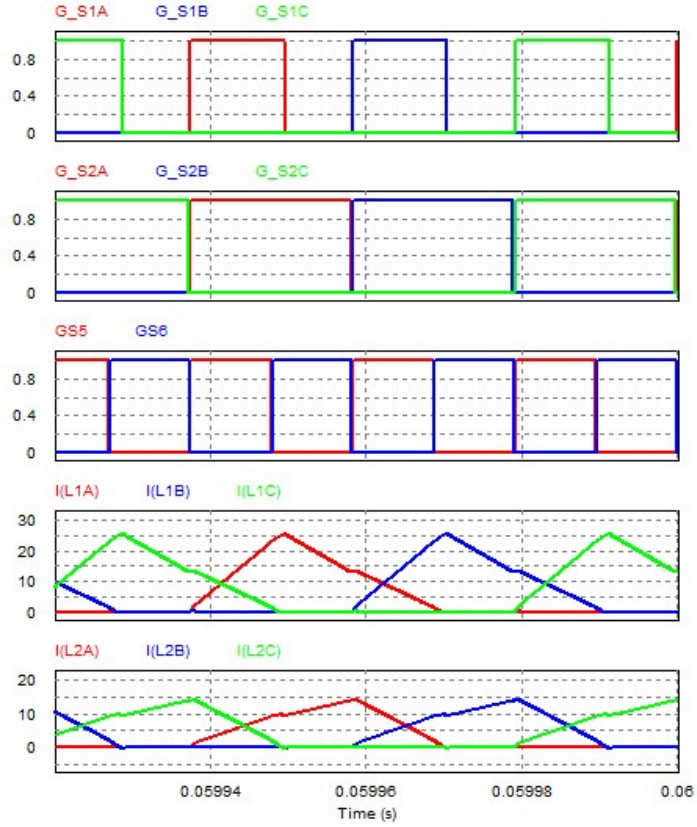 G_S1A G_S1B G_S1C
0.8
0.4
0
G_S2A G_S2B G_S2C
0.8
0.4
0
GS5 GS6
0.8
0.4
0
I(L1A) I(L1B) I(L1C)
30
20
10
0
I(L2A) I(L2B) I(L2C)
20
10
0
0.05994 0.05996 0.05998 0.06
Time (s)